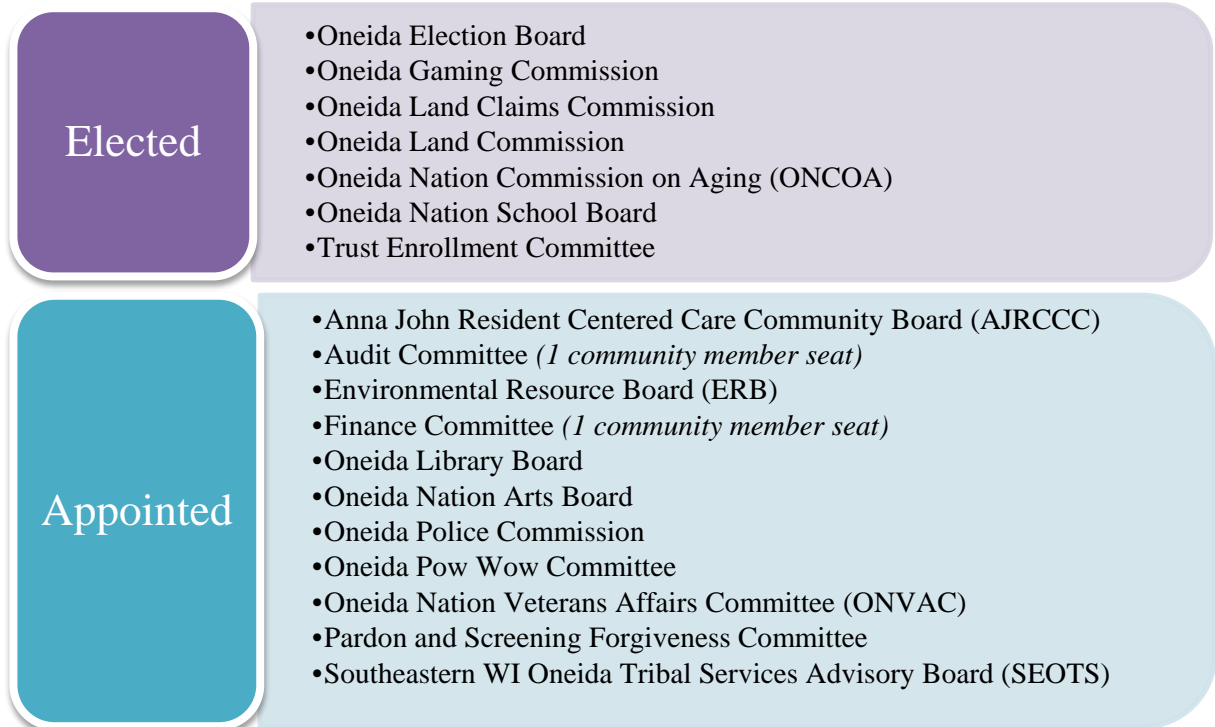 Elected
•Oneida Election Board
•Oneida Gaming Commission
•Oneida Land Claims Commission
•Oneida Land Commission
•Oneida Nation Commission on Aging (ONCOA)
•Oneida Nation School Board
•Trust Enrollment Committee
Appointed
•Anna John Resident Centered Care Community Board (AJRCCC)
•Audit Committee (1 community member seat)
•Environmental Resource Board (ERB)
•Finance Committee (1 community member seat)
•Oneida Library Board
•Oneida Nation Arts Board
•Oneida Police Commission
•Oneida Pow Wow Committee
•Oneida Nation Veterans Affairs Committee (ONVAC)
•Pardon and Screening Forgiveness Committee
•Southeastern WI Oneida Tribal Services Advisory Board (SEOTS)